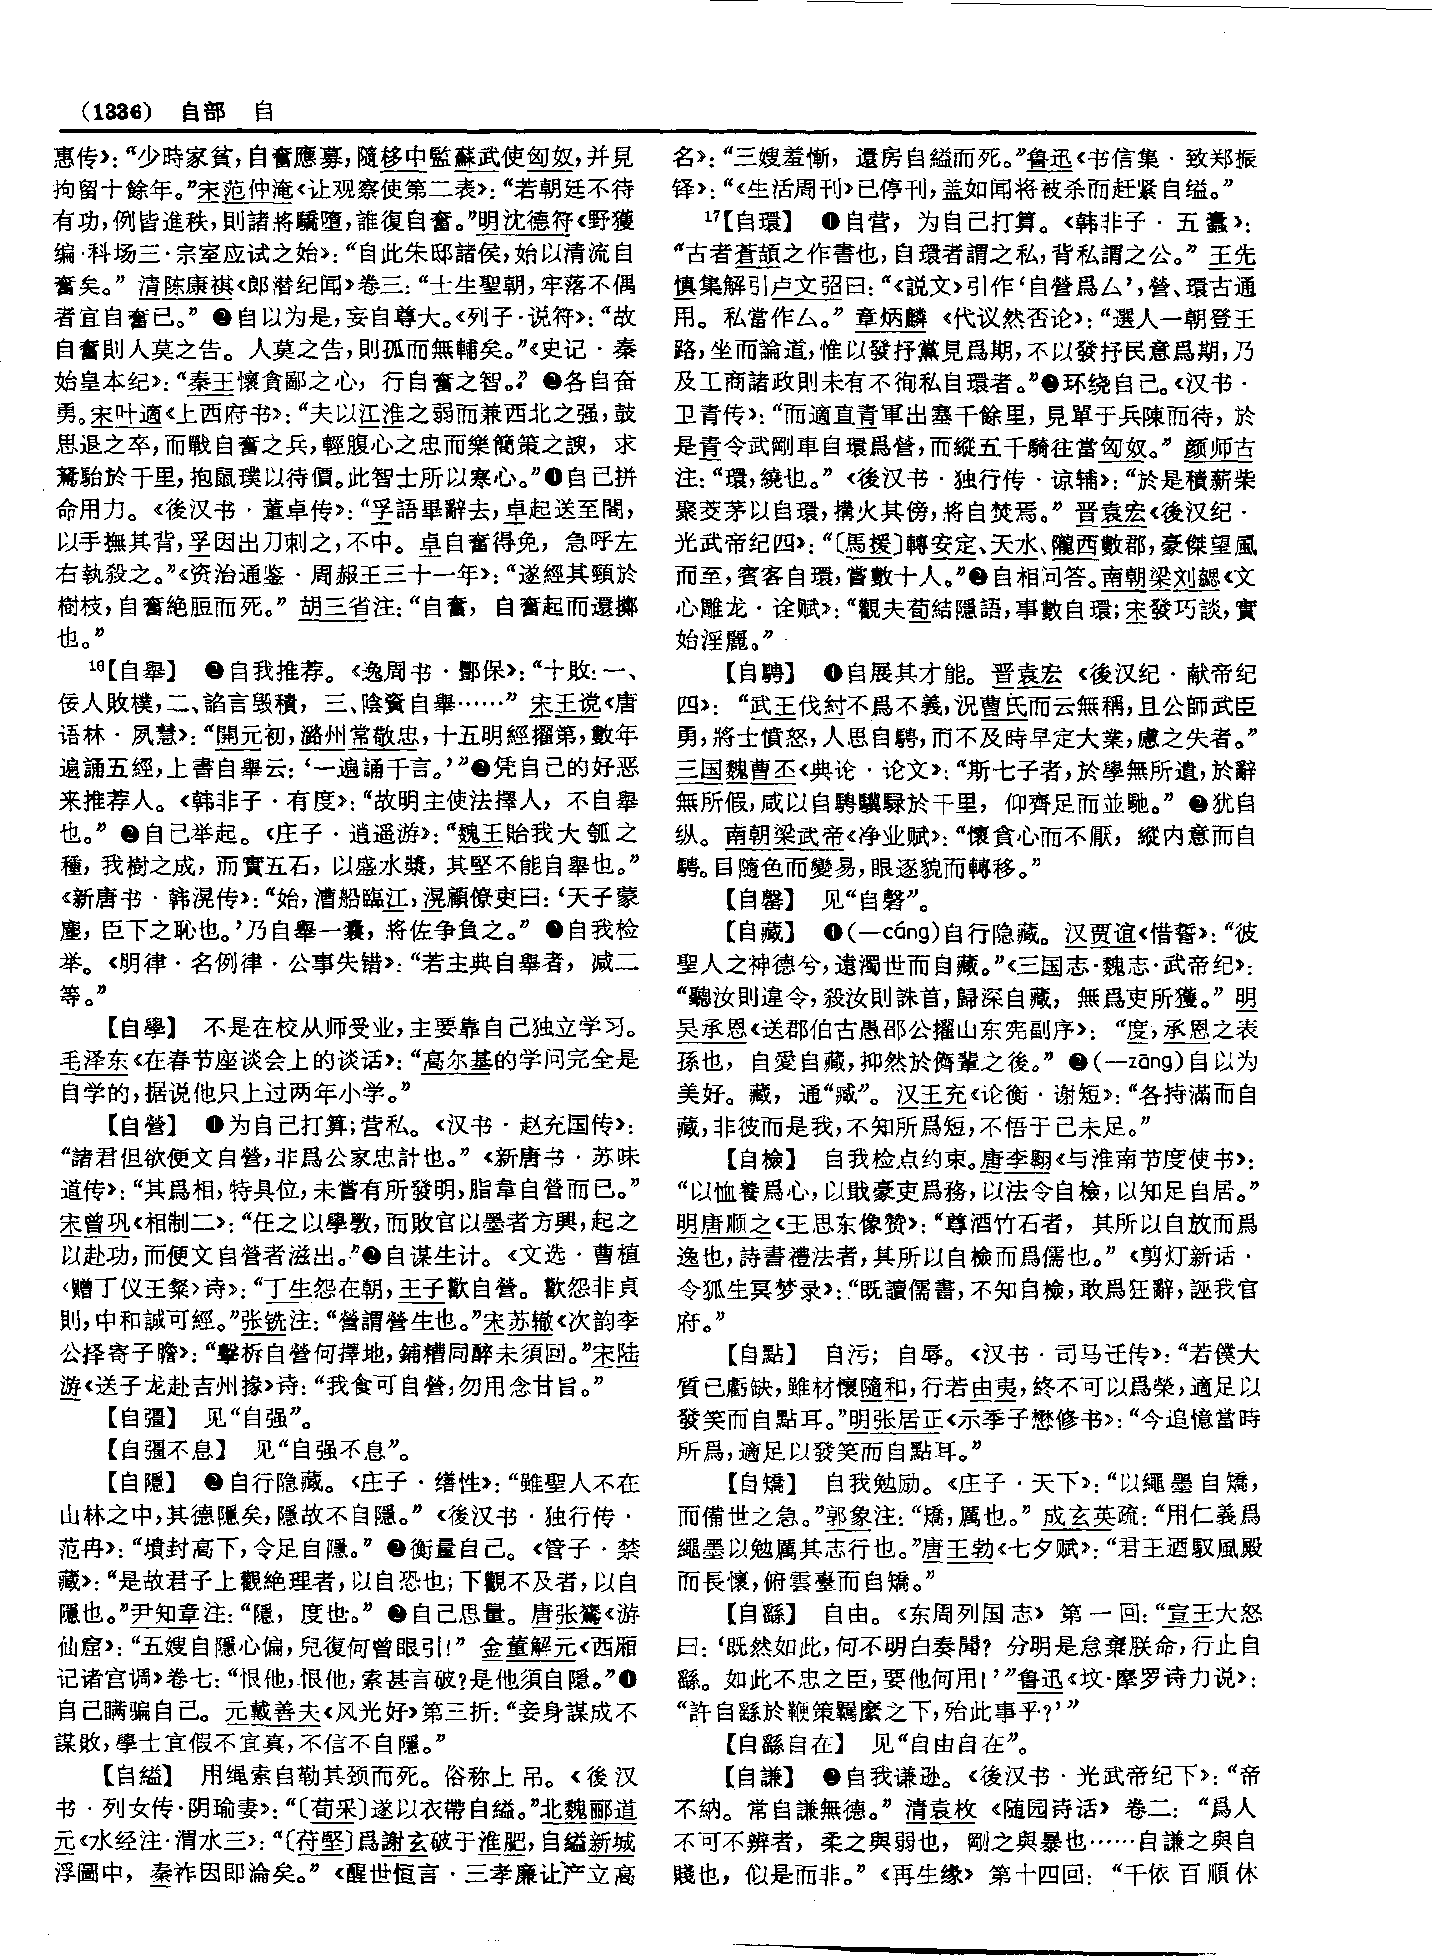 (1336) 自部 自
惠传》：“少時家貧，自奮應募，隨栘中監蘇武使匈奴，并見
拘留十餘年。”宋范仲淹《让观察使第二表》：“若朝廷不待
有功，例皆進秩，則諸將驕墮，誰復自奮。”明沈德符《野獲
编·科场三·宗室应试之始》：“自此朱邸諸侯，始以清流自
奮矣。” 清陈康祺《郎潜纪闻》卷三：“士生聖朝，牢落不偶
者宜自奮已。” ❷自以为是，妄自尊大。《列子·说符》：“故
自奮則人莫之告。人莫之告，則孤而無輔矣。”《史记·秦
始皇本纪》：“秦王懷貪鄙之心，行自奮之智。” ❸各自奋
勇。宋叶適《上西府书》：“夫以江淮之弱而兼西北之强，鼓
思退之卒，而戰自奮之兵，輕腹心之忠而樂簡策之諛，求
駑駘於千里，抱鼠璞以待價。此智士所以寒心。”❹自己拼
命用力。《後汉书·董卓传》：“孚語畢辭去，卓起送至閤，
以手撫其背，孚因出刀刺之，不中。卓自奮得免，急呼左
右執殺之。”《资治通鉴·周赧王三十一年》：“遂經其頸於
樹枝，自奮絶脰而死。” 胡三省注：“自奮，自奮起而還擲
也。”
16【自舉】 ❶自我推荐。《逸周书·酆保》：“十敗：一、
佞人敗樸，二、諂言毁積，三、陰資自舉……” 宋王谠《唐
语林·夙慧》：“開元初，潞州常敬忠，十五明經擢第，數年
遍誦五經，上書自舉云：‘一遍誦千言。’”❷凭自己的好恶
来推荐人。《韩非子·有度》：“故明主使法擇人，不自舉
也。” ❸自己举起。《庄子·逍遥游》：“魏王貽我大瓠之
種，我樹之成，而實五石，以盛水漿，其堅不能自舉也。”
《新唐书·韩滉传》：“始，漕船臨江，滉顧僚吏曰：‘天子蒙
塵，臣下之恥也。’乃自舉一囊，將佐争負之。” ❹自我检
举。《明律·名例律·公事失错》：“若主典自舉者，减二
等。”
【自學】 不是在校从师受业，主要靠自己独立学习。
毛泽东《在春节座谈会上的谈话》：“高尔基的学问完全是
自学的，据说他只上过两年小学。”
【自營】 ❶为自己打算；营私。《汉书·赵充国传》：
“諸君但欲便文自營，非爲公家忠計也。” 《新唐书·苏味
道传》：“其爲相，特具位，未嘗有所發明，脂韋自營而已。”
宋曾巩《相制二》：“任之以學斆，而敗官以墨者方興，起之
以赴功，而便文自營者滋出。”❷自谋生计。《文选·曹植
〈赠丁仪王粲〉诗》：“丁生怨在朝，王子歡自營。歡怨非貞
則，中和誠可經。”张铣注：“營謂營生也。”宋苏辙《次韵李
公择寄子瞻》：“擊柝自營何擇地，餔糟同醉未須回。”宋陆
游《送子龙赴吉州掾》诗：“我食可自營，勿用念甘旨。”
【自彊】 见“自强”。
【自彊不息】 见“自强不息”。
【自隱】 ❶自行隐藏。《庄子·缮性》：“雖聖人不在
山林之中，其德隱矣，隱故不自隱。” 《後汉书·独行传·
范冉》：“墳封高下，令足自隱。” ❷衡量自己。《管子·禁
藏》：“是故君子上觀絶理者，以自恐也；下觀不及者，以自
隱也。”尹知章注：“隱，度也。” ❸自己思量。唐张鷟《游
仙窟》：“五嫂自隱心偏，兒復何曾眼引！” 金董解元《西厢
记诸宫调》卷七：“恨他，恨他，索甚言破？是他須自隱。”❹
自己瞒骗自己。元戴善夫《风光好》第三折：“妾身謀成不
謀敗，學士宜假不宜真，不信不自隱。”
【自縊】 用绳索自勒其颈而死。俗称上吊。《後汉
书·列女传·阴瑜妻》：“〔荀采〕遂以衣帶自縊。”北魏郦道
元《水经注·渭水三》：“〔苻堅〕爲謝玄破于淮肥，自縊新城
浮圖中，秦祚因即淪矣。” 《醒世恒言·三孝廉让产立高
名》：“三嫂羞慚，還房自縊而死。”鲁迅《书信集·致郑振
铎》：“《生活周刊》已停刊，盖如闻将被杀而赶紧自缢。”
17【自環】 ❶自营，为自己打算。《韩非子·五蠹》：
“古者蒼頡之作書也，自環者謂之私，背私謂之公。” 王先
慎集解引卢文弨曰：“《説文》引作‘自營爲厶’，營、環古通
用。私當作厶。” 章炳麟《代议然否论》：“選人一朝登王
路，坐而論道，惟以發抒黨見爲期，不以發抒民意爲期，乃
及工商諸政則未有不徇私自環者。”❷环绕自己。《汉书·
卫青传》：“而適直青軍出塞千餘里，見單于兵陳而待，於
是青令武剛車自環爲營，而縱五千騎往當匈奴。” 颜师古
注：“環，繞也。” 《後汉书·独行传·谅辅》：“於是積薪柴
聚茭茅以自環，搆火其傍，將自焚焉。” 晋袁宏《後汉纪·
光武帝纪四》：“〔馬援〕轉安定、天水、隴西數郡，豪傑望風
而至，賓客自環，嘗數十人。”❸自相问答。南朝梁刘勰《文
心雕龙·诠赋》：“觀夫荀結隱語，事數自環；宋發巧談，實
始淫麗。”
【自騁】 ❶自展其才能。晋袁宏《後汉纪·献帝纪
四》：“武王伐紂不爲不義，況曹氏而云無稱，且公師武臣
勇，將士憤怒，人思自騁，而不及時早定大業，慮之失者。”
三国魏曹丕《典论·论文》：“斯七子者，於學無所遺，於辭
無所假，咸以自騁驥騄於千里，仰齊足而並馳。” ❷犹自
纵。南朝梁武帝《净业赋》：“懷貪心而不厭，縱内意而自
騁。目隨色而變易，眼逐貌而轉移。”
【自罄】 见“自磬”。
【自藏】 ❶(—cáng)自行隐藏。汉贾谊《惜誓》：“彼
聖人之神德兮，遠濁世而自藏。”《三国志·魏志·武帝纪》：
“聽汝則違令，殺汝則誅首，歸深自藏，無爲吏所獲。” 明
吴承恩《送郡伯古愚邵公擢山东宪副序》：“度，承恩之表
孫也，自愛自藏，抑然於儕輩之後。” ❷(—zāng)自以为
美好。藏，通“臧”。汉王充《论衡·谢短》：“各持滿而自
藏，非彼而是我，不知所爲短，不悟于己未足。”
【自檢】 自我检点约束。唐李翱《与淮南节度使书》：
“以恤養爲心，以戢豪吏爲務，以法令自檢，以知足自居。”
明唐顺之《王思东像赞》：“尊酒竹石者，其所以自放而爲
逸也，詩書禮法者，其所以自檢而爲儒也。” 《剪灯新话·
令狐生冥梦录》：“既讀儒書，不知自檢，敢爲狂辭，誣我官
府。”
【自點】 自污；自辱。《汉书·司马迁传》：“若僕大
質已虧缺，雖材懷隨和，行若由夷，終不可以爲榮，適足以
發笑而自點耳。”明张居正《示季子懋修书》：“今追憶當時
所爲，適足以發笑而自點耳。”
【自矯】 自我勉励。《庄子·天下》：“以繩墨自矯，
而備世之急。”郭象注：“矯，厲也。” 成玄英疏：“用仁義爲
繩墨以勉厲其志行也。”唐王勃《七夕赋》：“君王迺馭風殿
而長懷，俯雲臺而自矯。”
【自繇】 自由。《东周列国志》第一回：“宣王大怒
曰：‘既然如此，何不明白奏聞？分明是怠棄朕命，行止自
繇。如此不忠之臣，要他何用！’”鲁迅《坟·摩罗诗力说》：
“許自繇於鞭策羈縻之下，殆此事乎？’”
【自繇自在】 见“自由自在”。
【自謙】 ❶自我谦逊。《後汉书·光武帝纪下》：“帝
不納。常自謙無德。” 清袁枚《随园诗话》卷二：“爲人
不可不辨者，柔之與弱也，剛之與暴也……自謙之與自
賤也，似是而非。”《再生缘》第十四回：“千依百順休